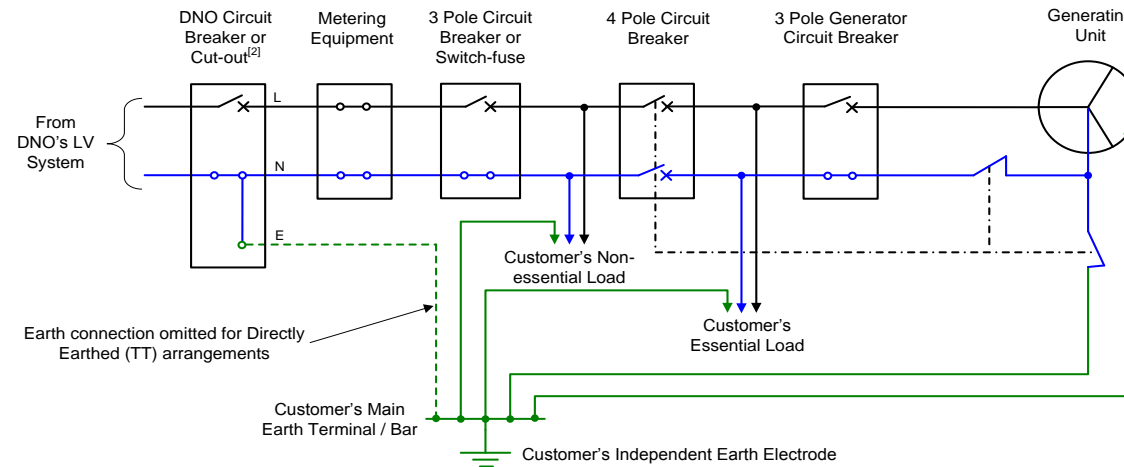 DNO Circuit
Breaker or
Cut-out[2]
Metering
Equipment
3 Pole Circuit
Breaker or
Switch-fuse
4 Pole Circuit
Breaker
3 Pole Generator
Circuit Breaker
Generatin
Unit
L
From
DNO's LV
System
N
E
Customer's Non-
essential Load
Customer's
Essential Load
Earth connection omitted for Directly
Earthed (TT) arrangements
Customer's Main
Earth Terminal / Bar
Customer's Independent Earth Electrode